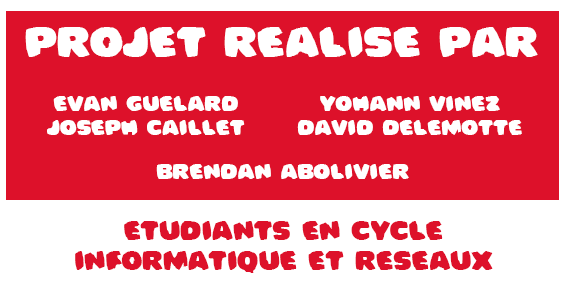 PROJET REALISE PAR
EVAN GUELARD
JOSEPH CAILLET
YOHANN VINEZ
DAVID DELEMOTTE
BRENDAN ABOLIVIER
ETUDIANTS EN CYCLE
INFORMATIQUE ET RESEAUX